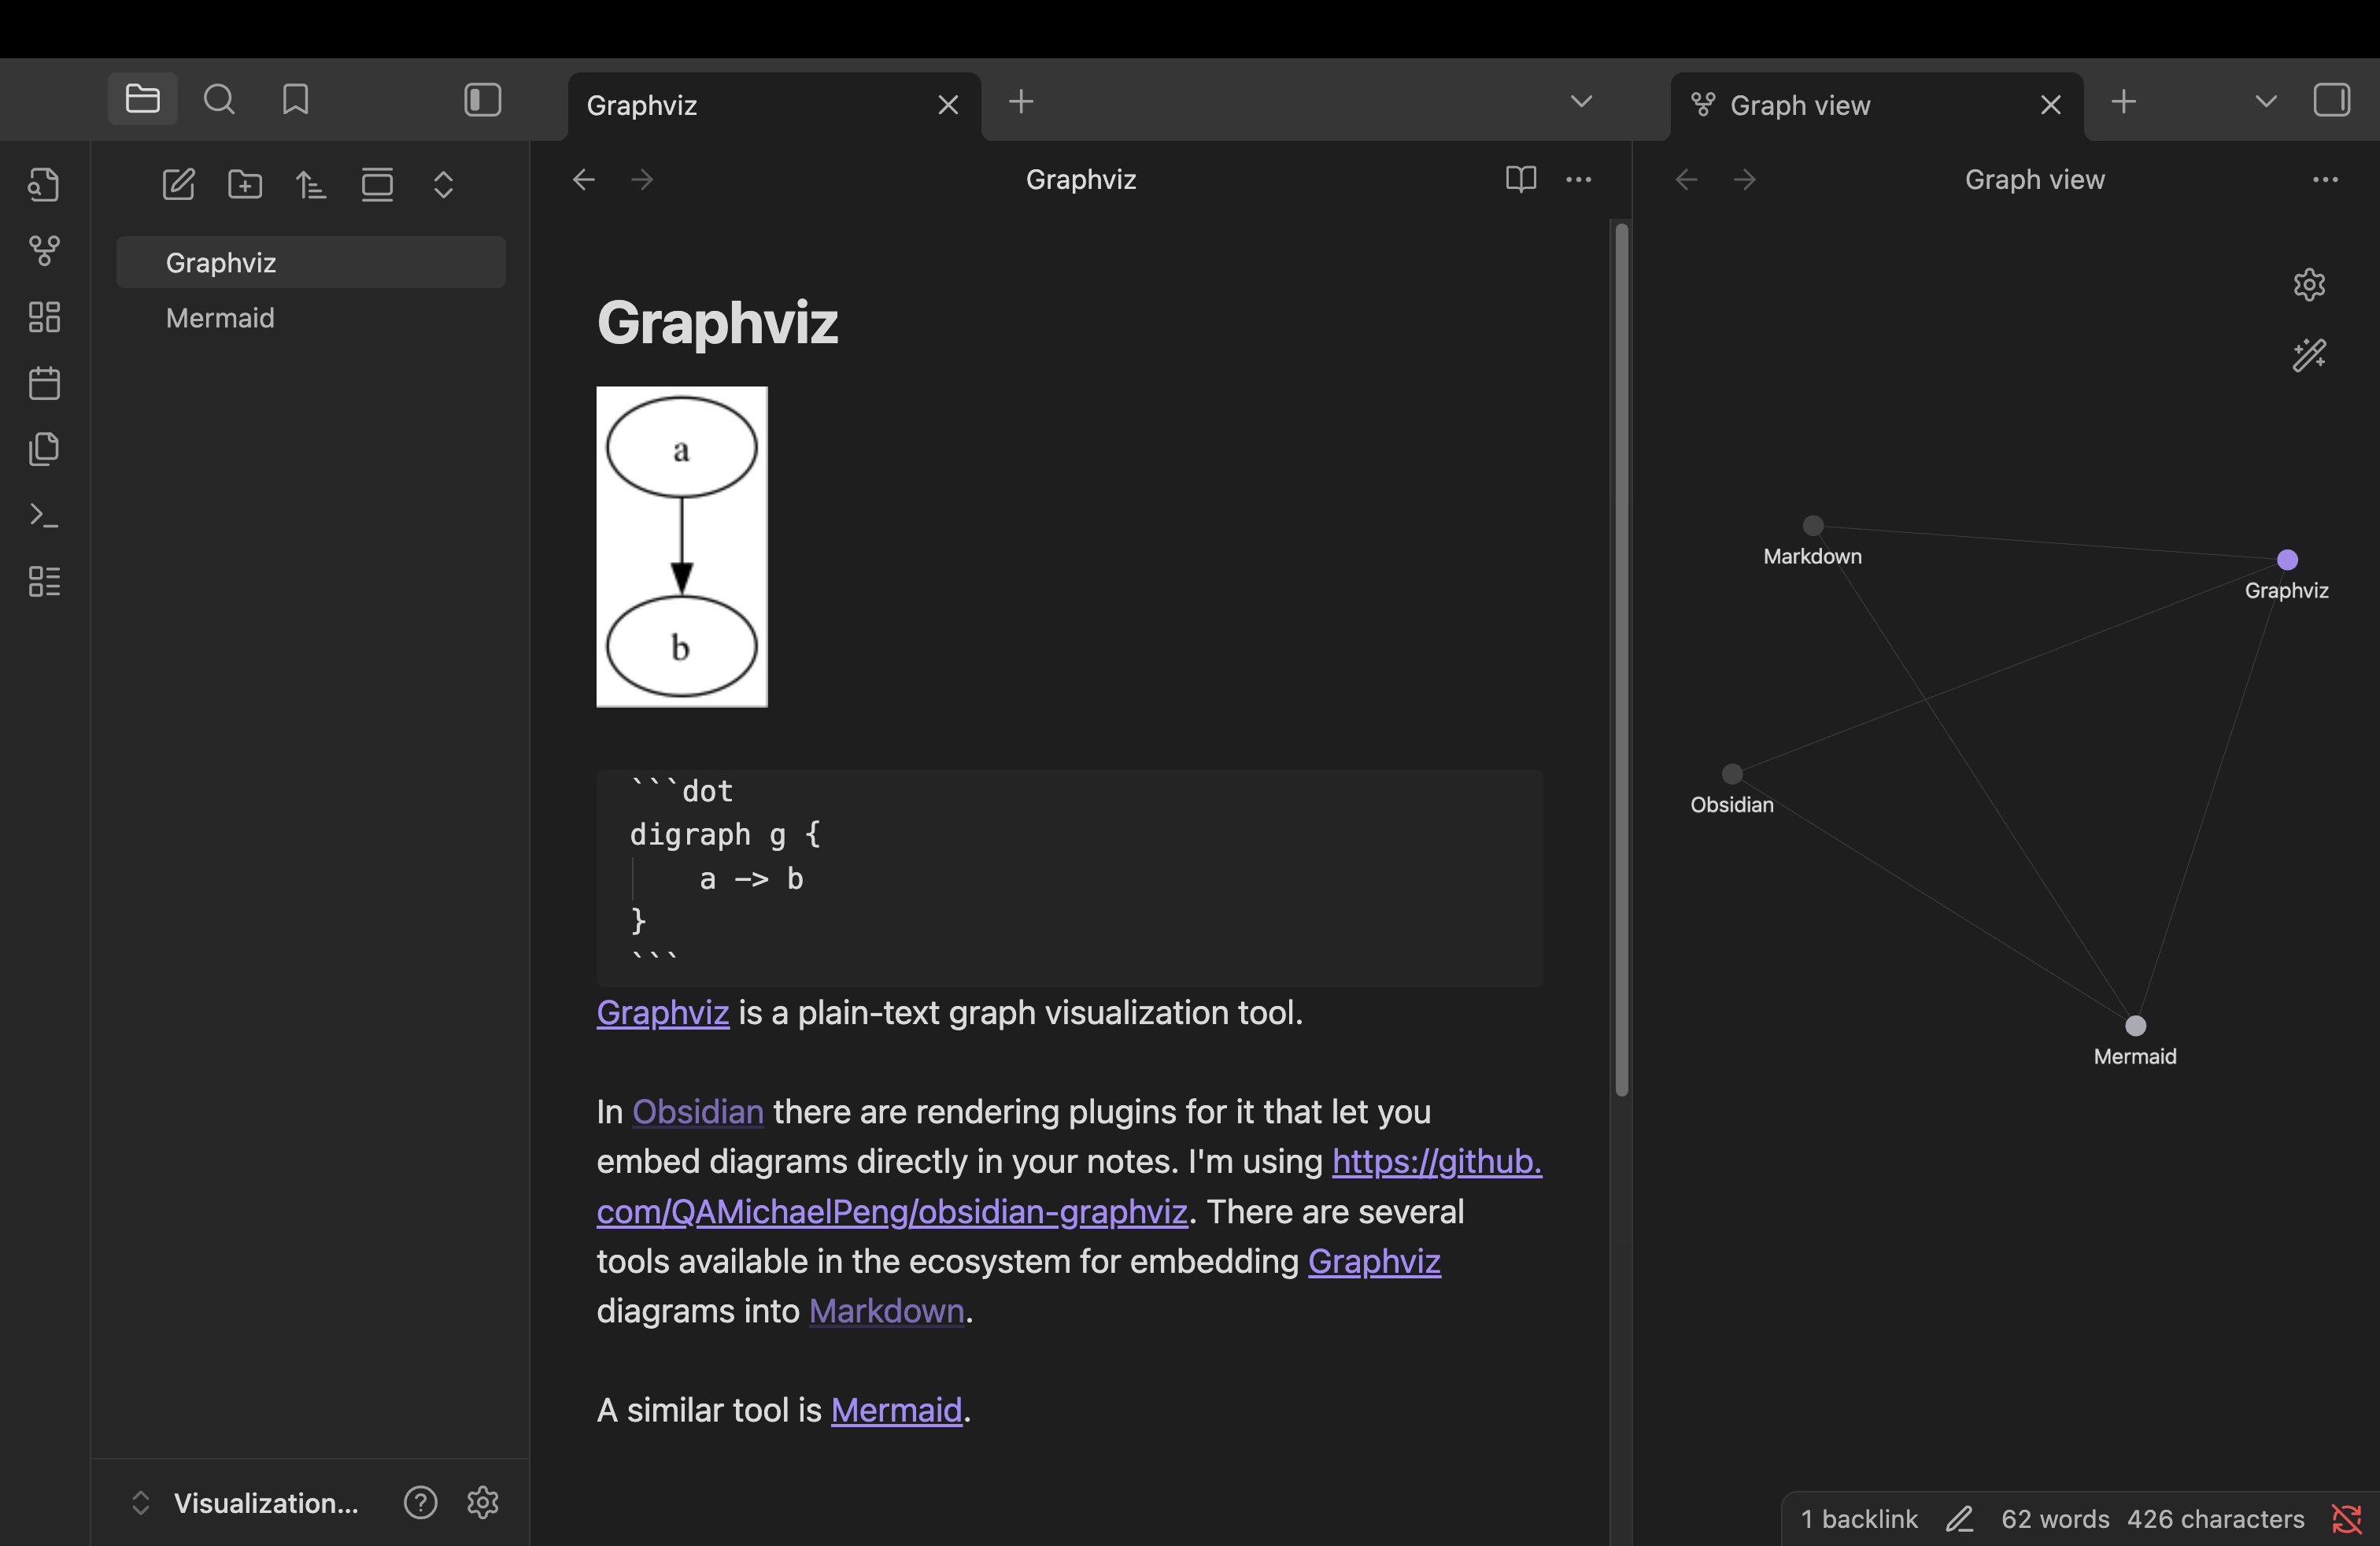 Graphviz
Graph view
Graphviz
Graph view
Graphviz
Mermaid
Graphviz
a
b
```dot
digraph g {
a —> b
}
```
Graphviz is a plain-text graph visualization tool.
In Obsidian there are rendering plugins for it that let you
embed diagrams directly in your notes. I'm using https://github.
com/QAMichaelPeng/obsidian-graphviz. There are several
tools available in the ecosystem for embedding Graphviz
diagrams into Markdown.
A similar tool is Mermaid.
Markdown
Graphviz
Obsidian
Mermaid
Visualization...
1 backlink
62 words
426 characters